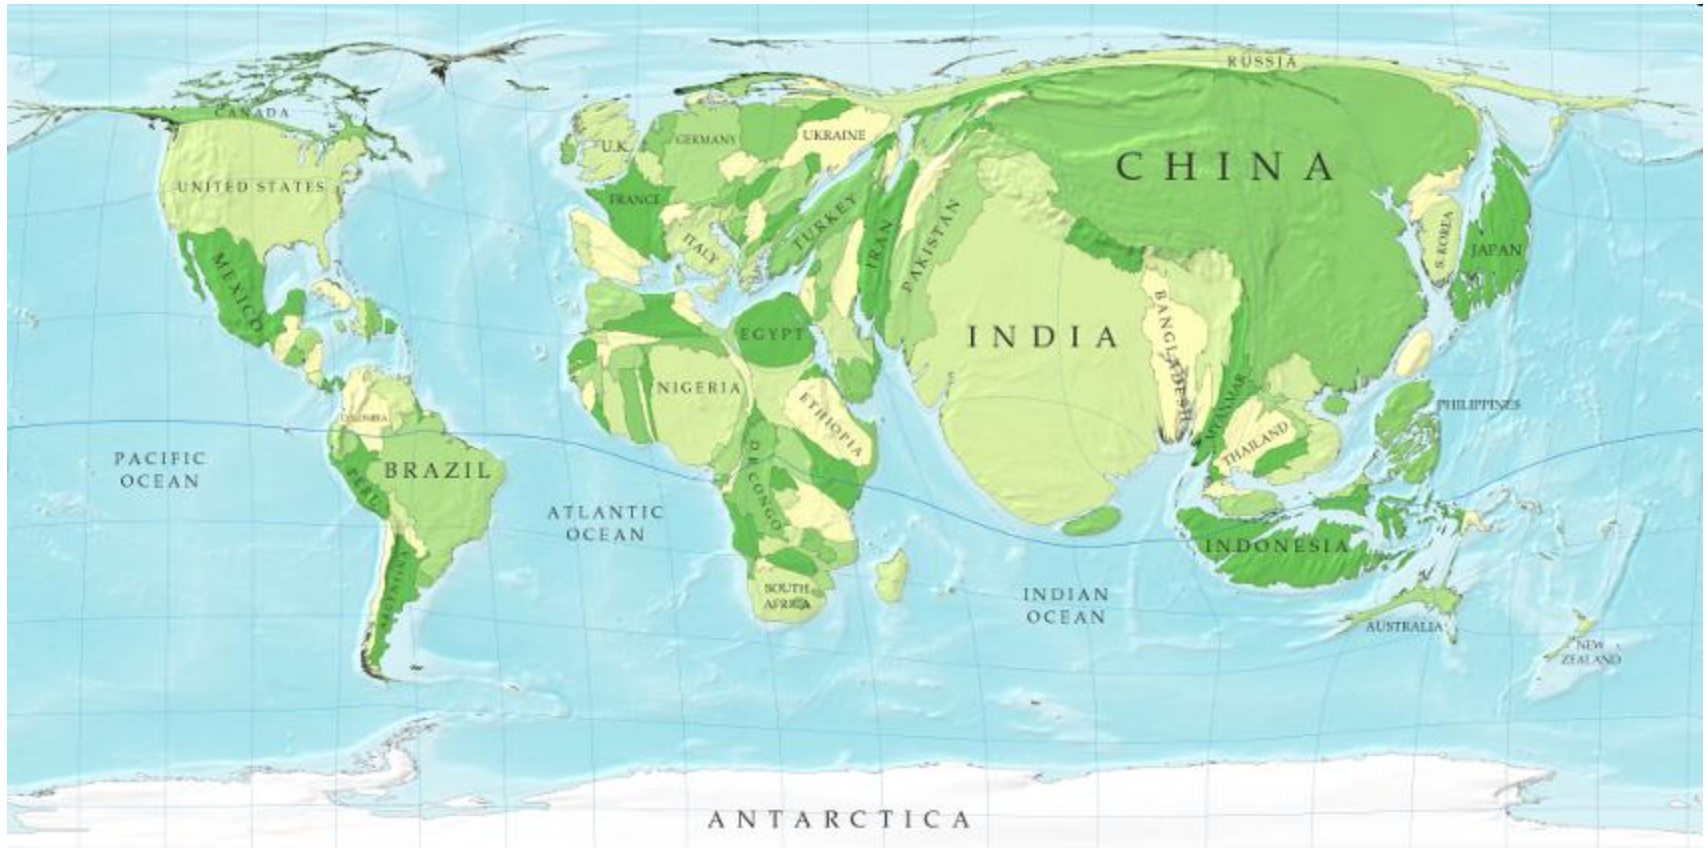 RUSSIA
CANADA
UNITED STATES
MEXICO
U.K.
GERMANY
UKRAINE
FRANCE
ITALY
TURKEY
IRAN
PAKISTAN
CHINA
S. KOREA
JAPAN
INDIA
BANGLADESH
MYANMAR
THAILAND
PHILIPPINES
EGYPT
NIGERIA
ETHIOPIA
D R CONGO
COLOMBIA
BRAZIL
PERU
ARGENTINA
PACIFIC
OCEAN
ATLANTIC
OCEAN
INDONESIA
SOUTH
AFRICA
INDIAN
OCEAN
AUSTRALIA
NEW
ZEALAND
ANTARCTICA